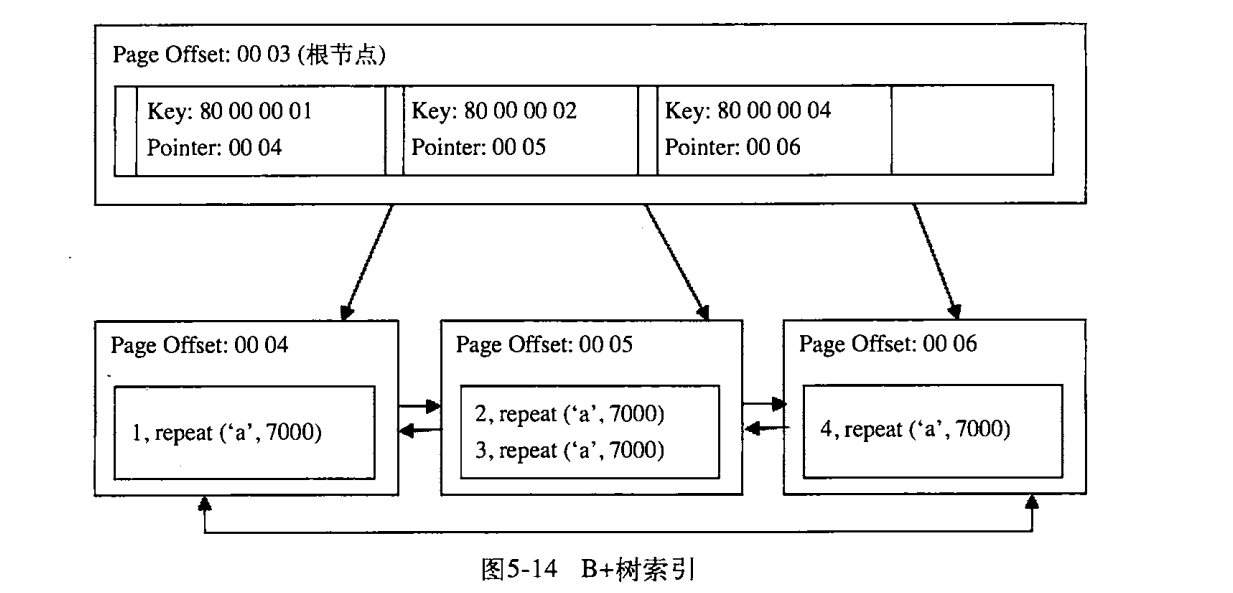 Page Offset: 00 03 (根节点)
Key: 80 00 00 01
Pointer: 00 04
Key: 80 00 00 02
Pointer: 00 05
Key: 80 00 00 04
Pointer: 00 06
Page Offset: 00 04
1, repeat (‘a’, 7000)
Page Offset: 00 05
2, repeat (‘a’, 7000)
3, repeat (‘a’, 7000)
Page Offset: 00 06
4, repeat (‘a’, 7000)
图5-14 B+树索引